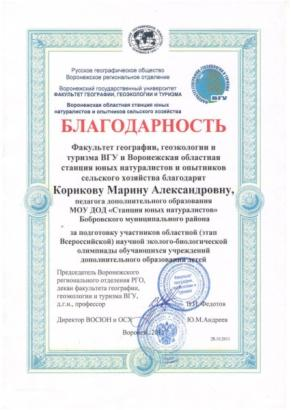 Русское географическое общество
Воронежское региональное отделение
Воронежский государственный университет
ФАКУЛЬТЕТ ГЕОГРАФИИ, ГЕОЭКОЛОГИИ И ТУРИЗМА
Воронежская областная станция юных
натуралистов и опытников сельского хозяйства
ВГУ
БЛАГОДАРНОСТЬ
Факультет географии, геоэкологии и
туризма ВГУ и Воронежская областная
станция юных натуралистов и опытников
сельского хозяйства благодарит
Корикову Марину Александровну,
педагога дополнительного образования
МОУ ДОД «Станция юных натуралистов»
Бобровского муниципального района
за подготовку участников областной (этап
Всероссийской) научной эколого-биологической
олимпиады обучающихся учреждений
дополнительного образования детей
Председатель Воронежского
регионального отделения РГО,
декан факультета географии,
геоэкологии и туризма ВГУ,
д.г.н., профессор
В.И.Федотов
Директор ВОСЮН и ОСХ
Ю.М.Андреев
Воронеж, 2011
28.10.2011